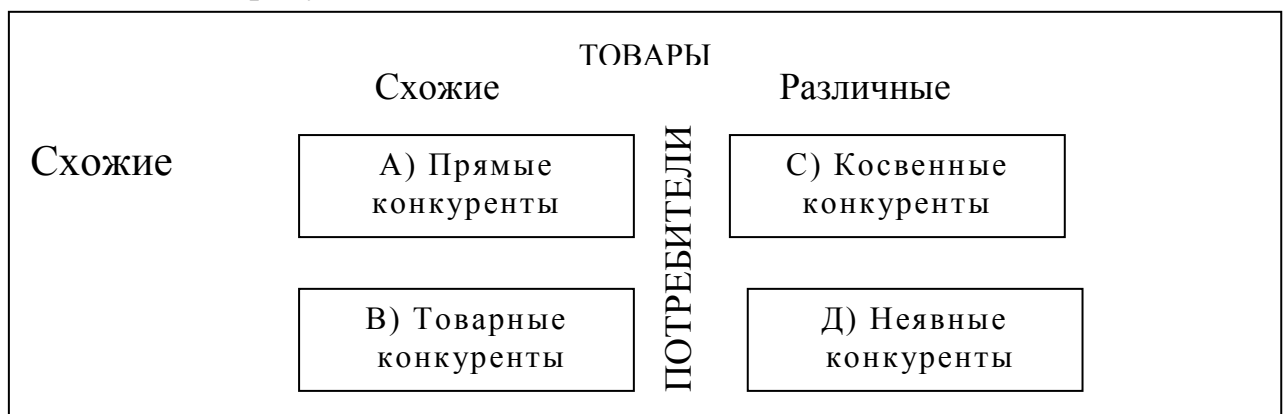 ТОВАРЫ
Схожие Различные
Схожие
А) Прямые
конкуренты
С) Косвенные
конкуренты
ПОТРЕБИТЕЛИ
В) Товарные
конкуренты
Д) Неявные
конкуренты